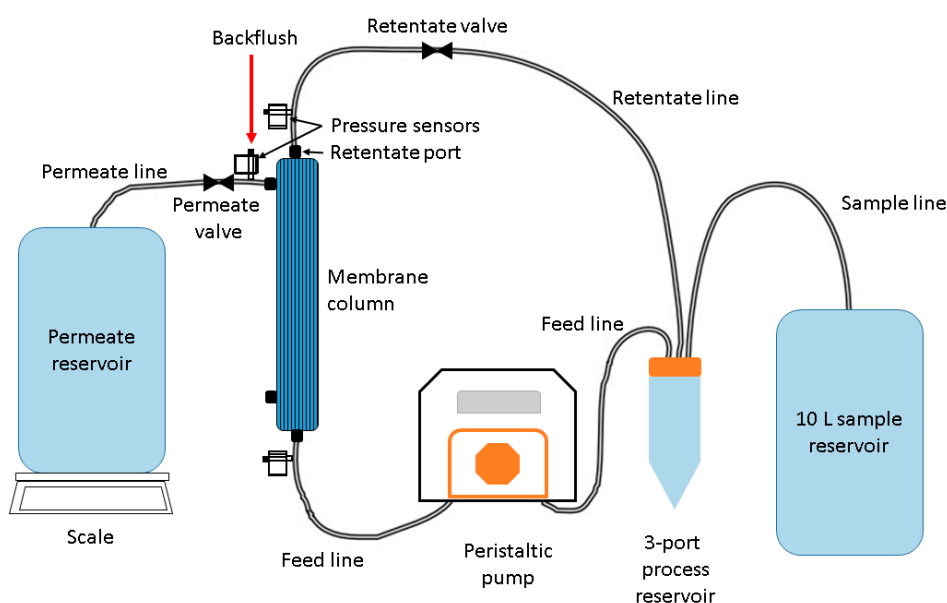 Retentate valve
Backflush
Retentate line
Pressure sensors
Retentate port
Permeate line
Permeate
valve
Sample line
Membrane
column
Feed line
Permeate
reservoir
10 L sample
reservoir
Scale
Feed line
Peristaltic
pump
3-port
process
reservoir